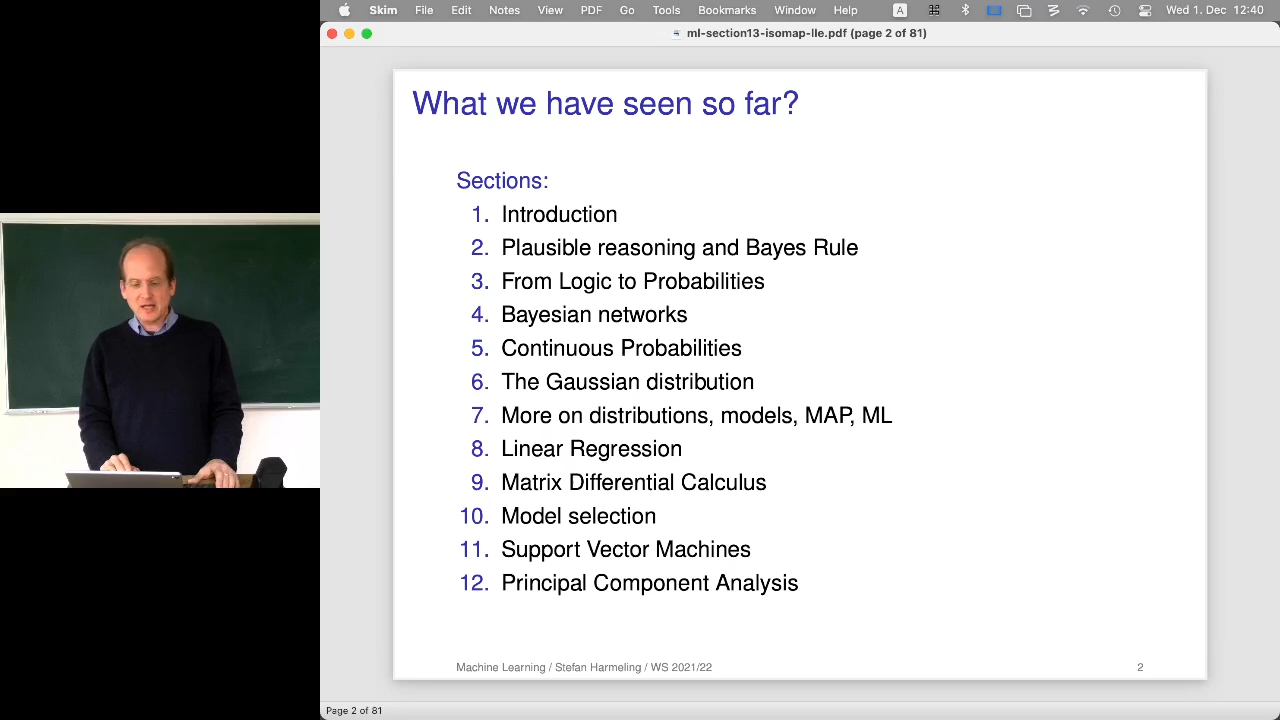 Skim File Edit Notes View PDF Go Tools Bookmarks Window Help A Wed 1. Dec 12:40
ml-section13-isomap-lle.pdf (page 2 of 81)
What we have seen so far?
Sections:
1. Introduction
2. Plausible reasoning and Bayes Rule
3. From Logic to Probabilities
4. Bayesian networks
5. Continuous Probabilities
6. The Gaussian distribution
7. More on distributions, models, MAP, ML
8. Linear Regression
9. Matrix Differential Calculus
10. Model selection
11. Support Vector Machines
12. Principal Component Analysis
Machine Learning / Stefan Harmeling / WS 2021/22 2
Page 2 of 81